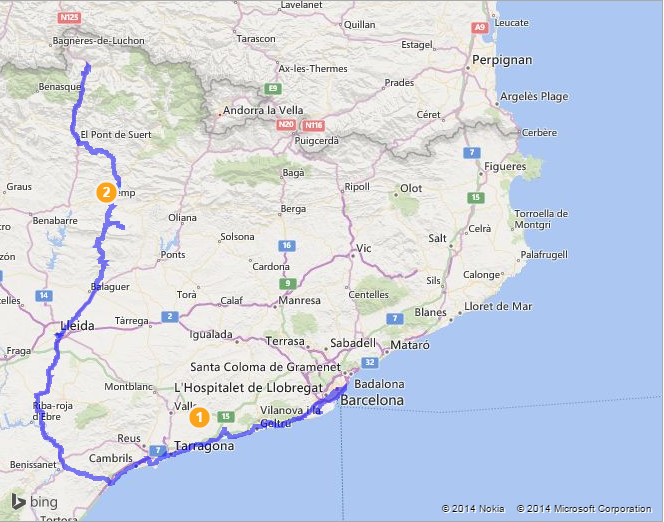 Lavelanet
N125
Bagnères-de-Luchon
Tarascon
Quillan
Leucate
A9
Estagel
Perpignan
Benasque
Ax-les-Thermes
Prades
E9
Argelès Plage
Andorra la Vella
Céret
N20
N116
El Pont de Suert
Puigcerdà
Cerbère
7
Figueres
Bagà
Graus
2
emp
Ripoll
Olot
15
Benabarre
Oliana
Berga
Torroella de
Montgrí
Celrà
Solsona
Salt
zón
Ponts
16
Vic
Palafrugell
Cardona
Calonge
Balaguer
Torà
9
Sils
14
Calaf
Manresa
Centelles
Lloret de Mar
elles
Tàrrega
2
Blanes
7
Lleida
Igualada
Terrasa
Sabadell
Mataró
Fraga
32
Santa Coloma de Gramenet
Montblanc
L'Hospitalet de Llobregat
Badalona
Barcelona
Riba-roja
d'Ebre
Valls
1
15
Vilanova i la
Geltrú
Reus
Tarragona
7
Benissanet
Cambrils
Tortosa
bing
© 2014 Nokia © 2014 Microsoft Corporation